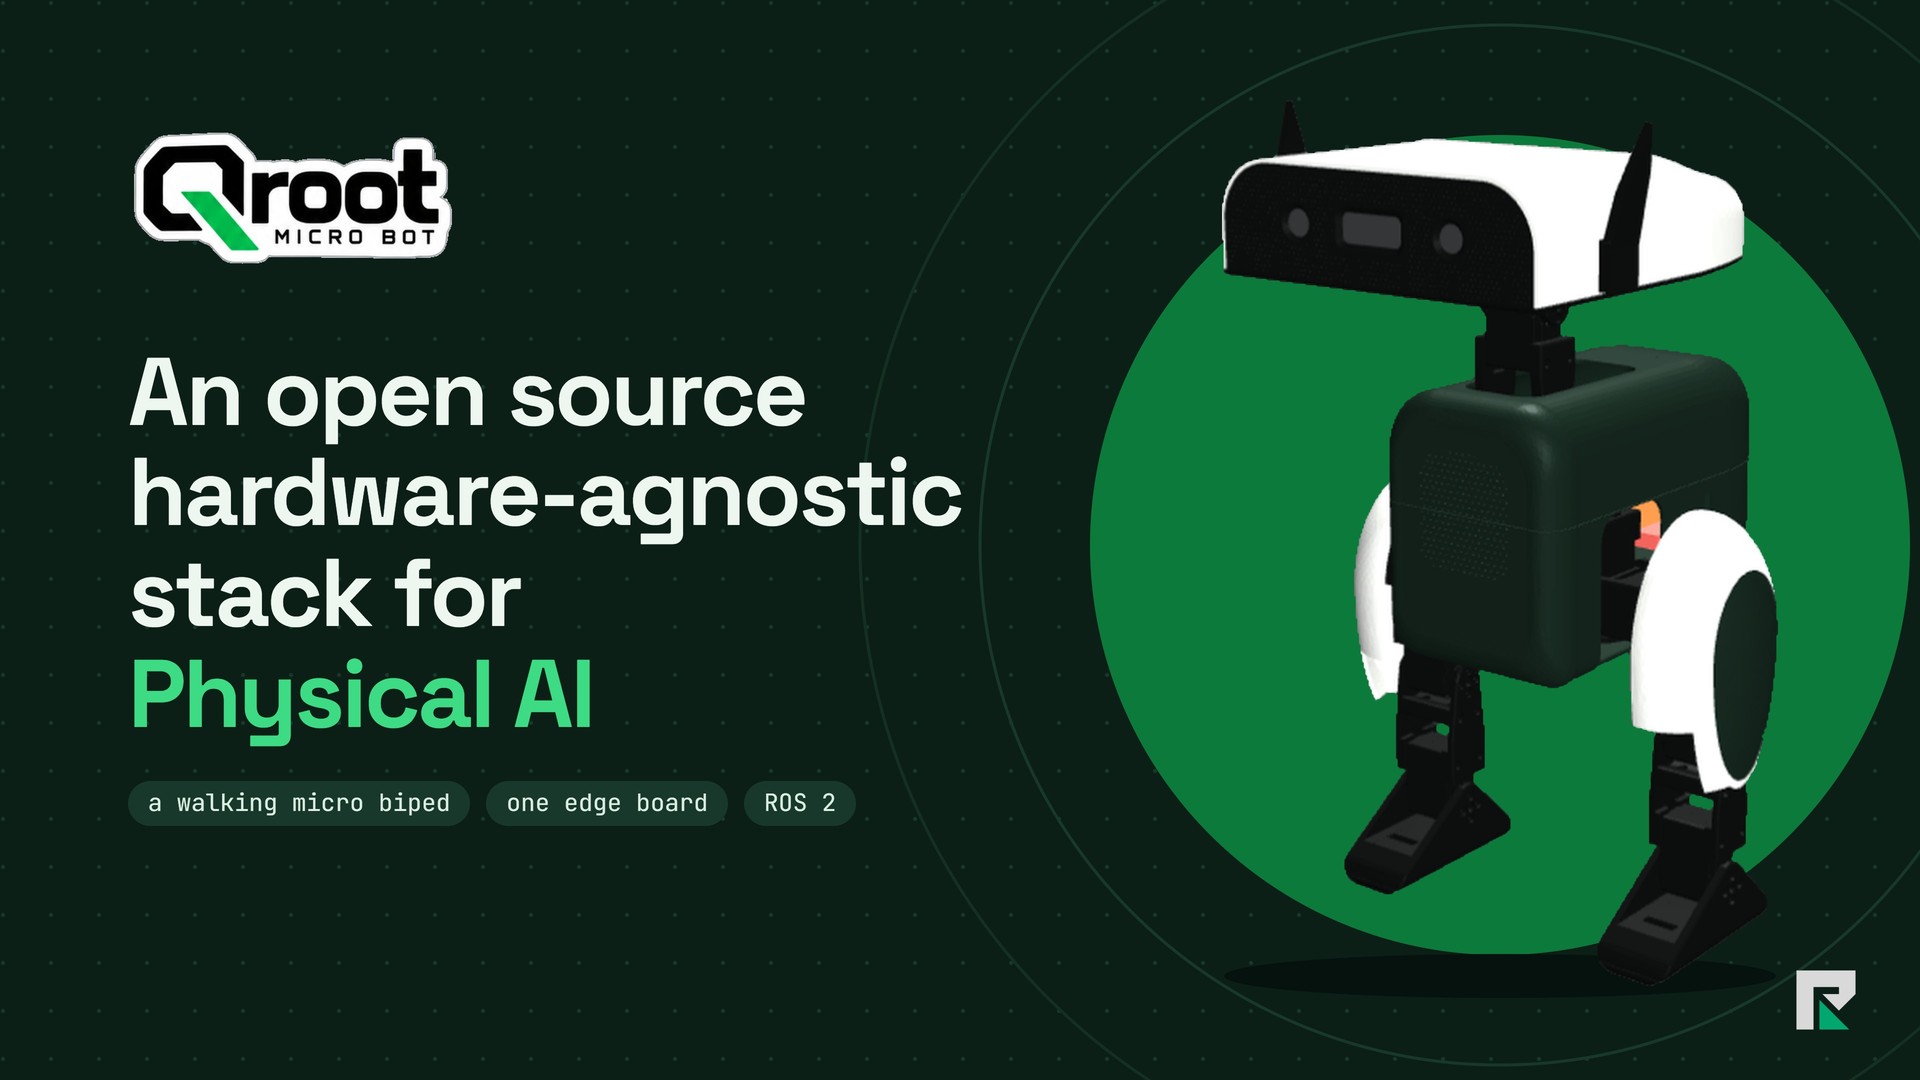 Qroot
MICRO BOT
An open source
hardware-agnostic
stack for
Physical AI
a walking micro biped
one edge board
ROS 2